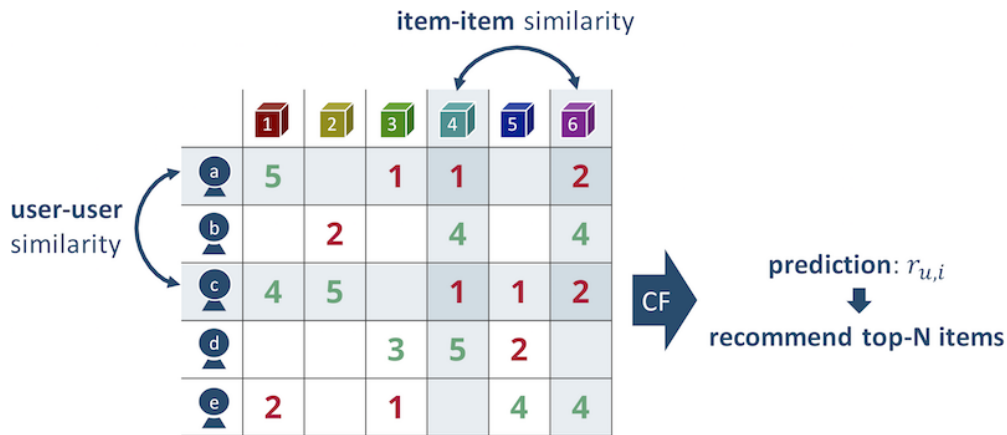 item-item similarity
1 2 3 4 5 6
a 5 1 1 2
user-user
similarity
b 2 4 4
c 4 5 1 1 2
CF
prediction: r_{u,i}
recommend top-N items
d 3 5 2
e 2 1 4 4